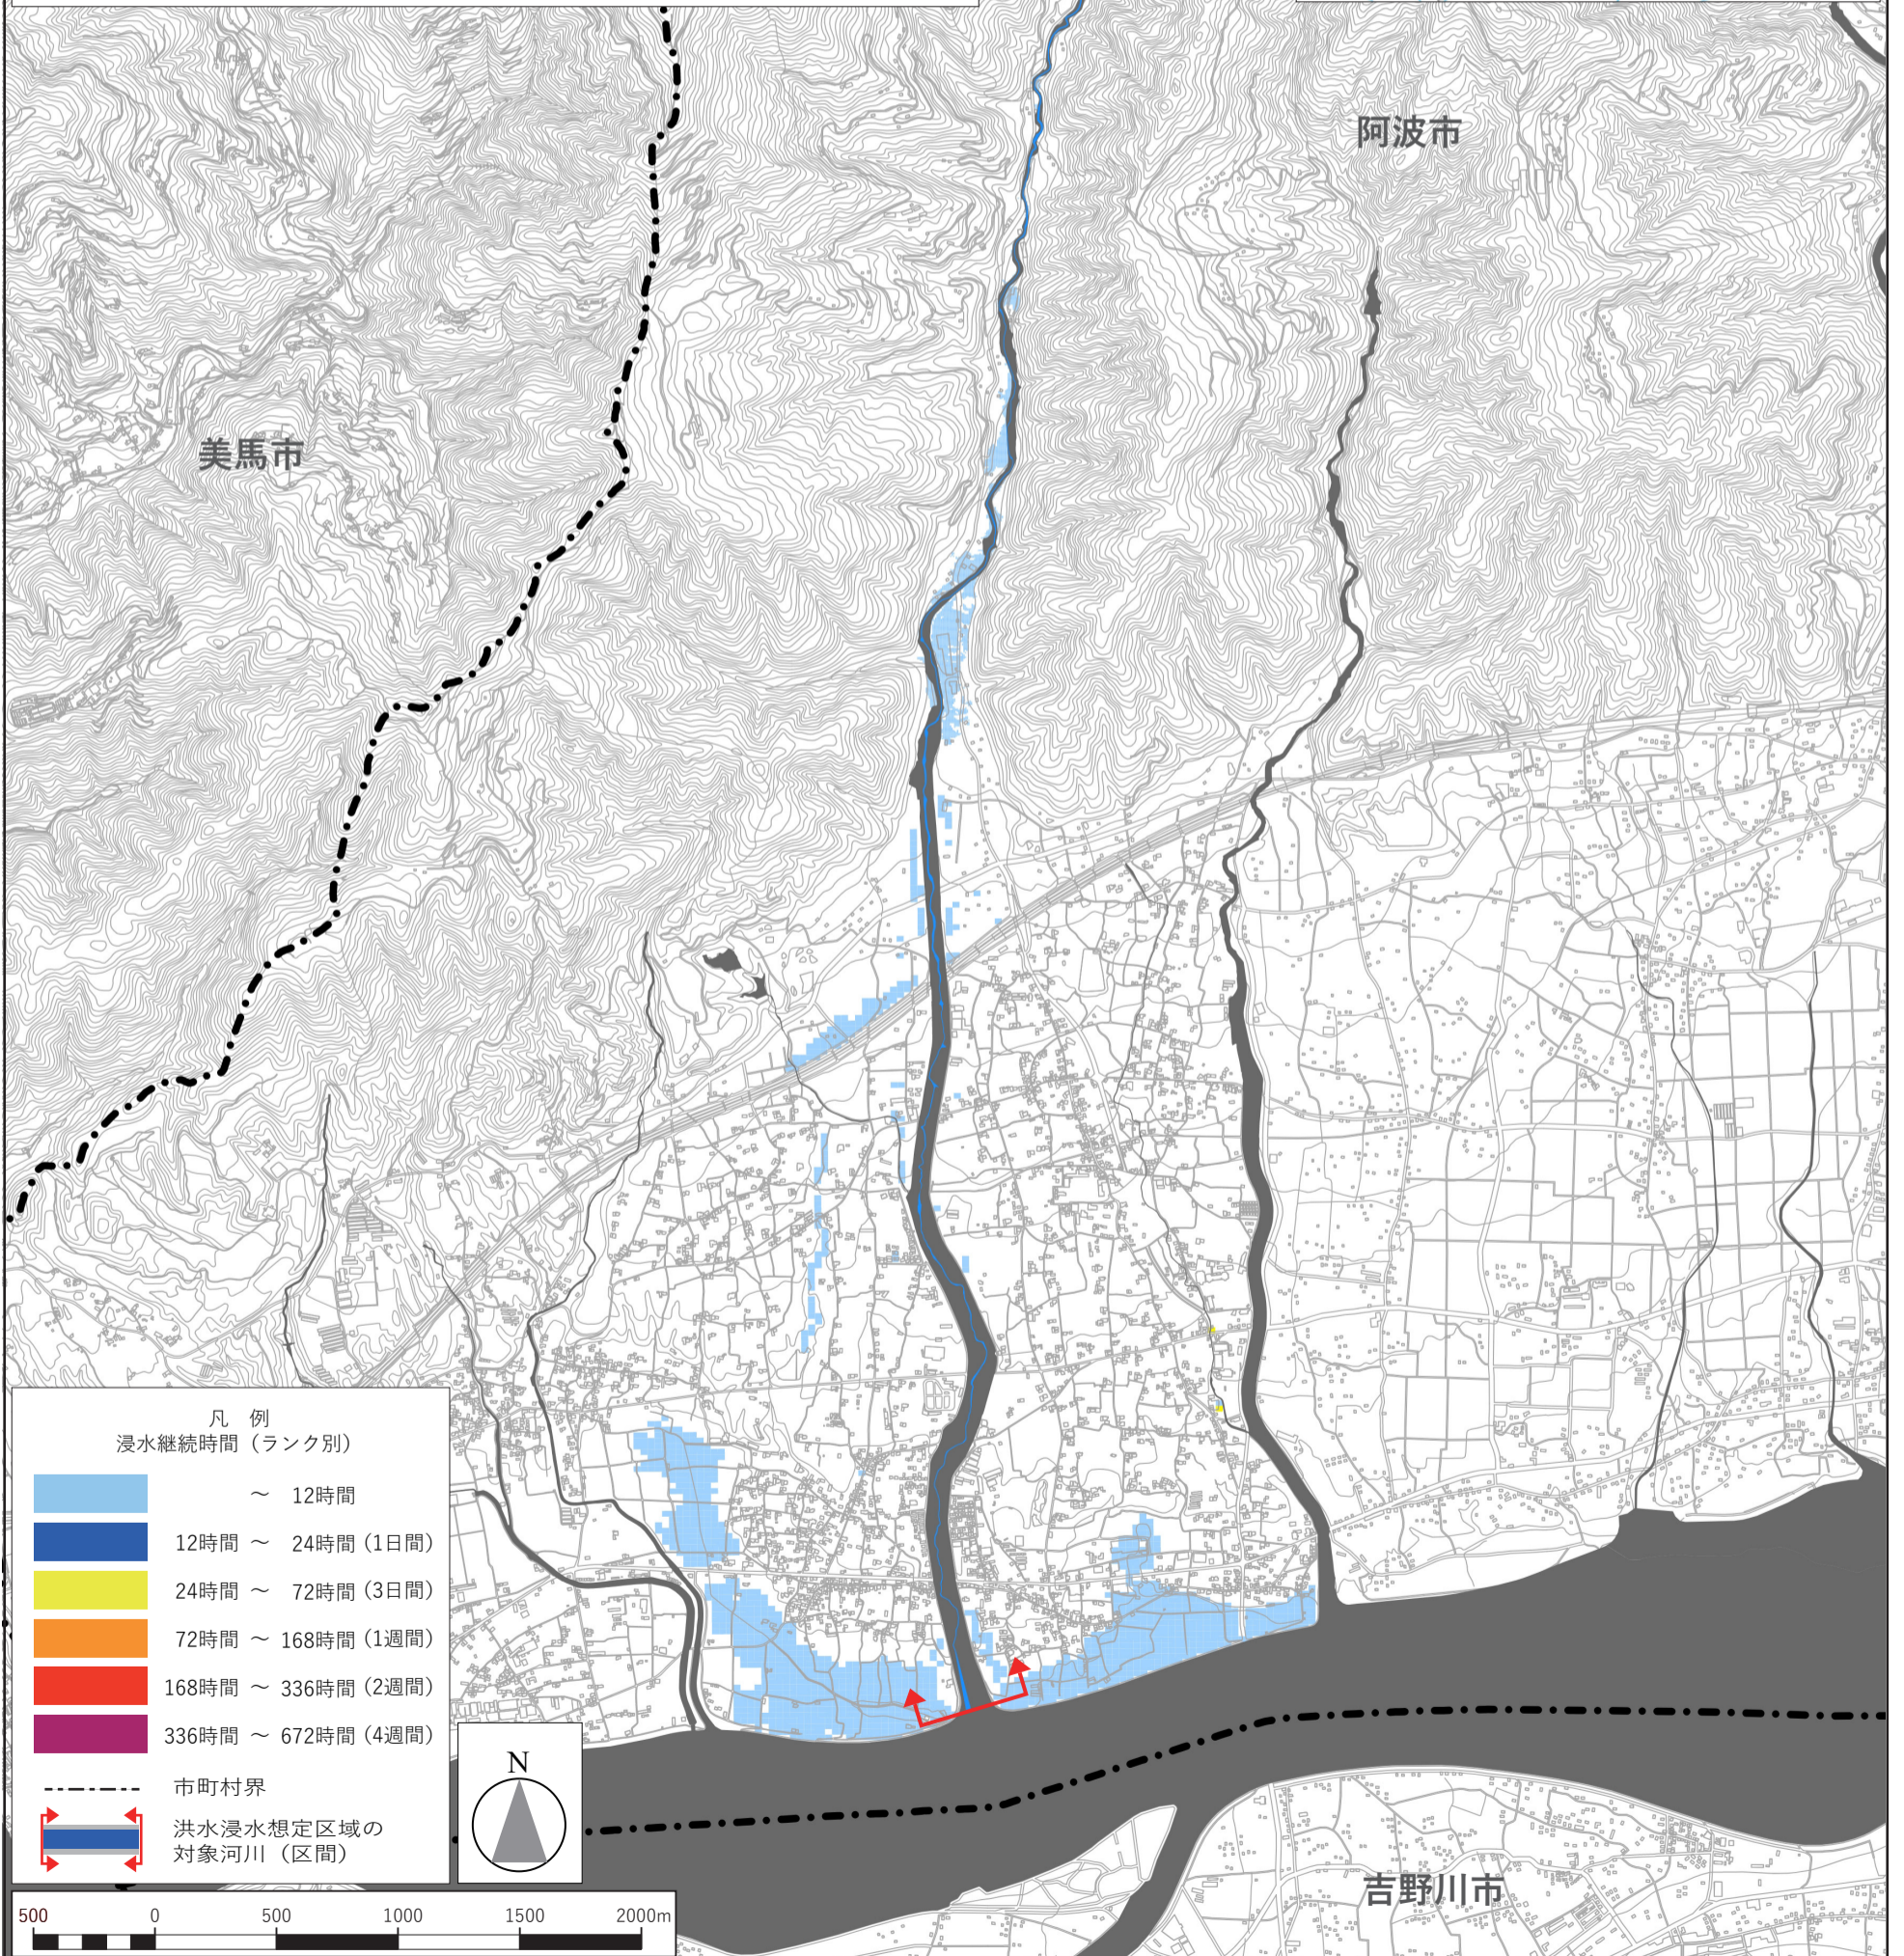 阿波市
美馬市
凡　例
浸水継続時間（ランク別）
～ 12時間
12時間 ～ 24時間（1日間）
24時間 ～ 72時間（3日間）
72時間 ～ 168時間（1週間）
168時間 ～ 336時間（2週間）
336時間 ～ 672時間（4週間）
市町村界
洪水浸水想定区域の
対象河川（区間）
N
吉野川市
500 0 500 1000 1500 2000m